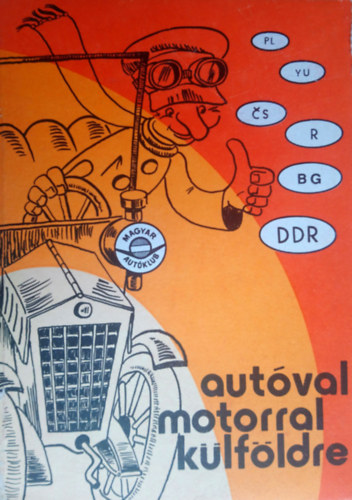 PL
YU
ČS
R
BG
DDR
MAGYAR
AUTÓKLUB
autóval
motorral
külföldre